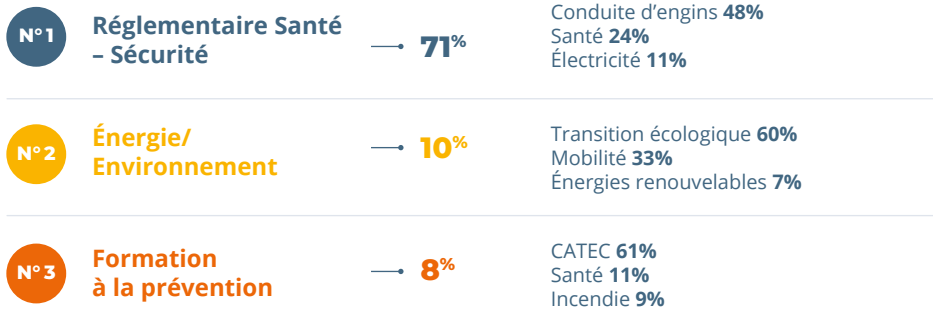 N°1
Réglementaire Santé
– Sécurité
71%
Conduite d’engins 48%
Santé 24%
Électricité 11%
N°2
Énergie/
Environnement
10%
Transition écologique 60%
Mobilité 33%
Énergies renouvelables 7%
N°3
Formation
à la prévention
8%
CATEC 61%
Santé 11%
Incendie 9%